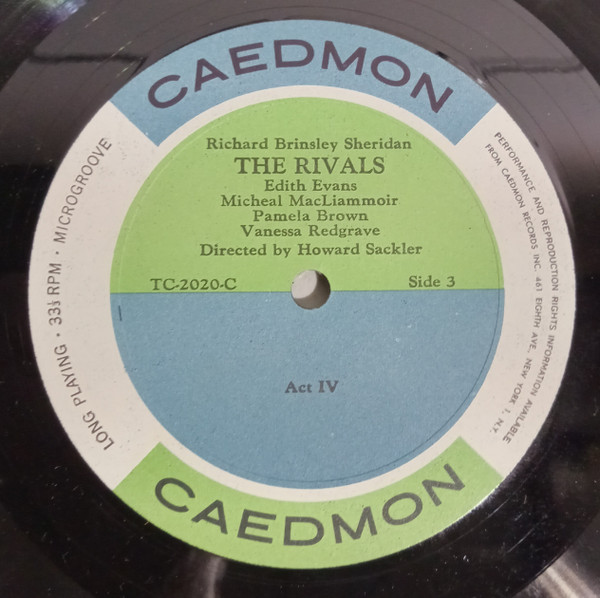 CAEDMON
Richard Brinsley Sheridan
THE RIVALS
Edith Evans
Micheal MacLiammoir
Pamela Brown
Vanessa Redgrave
Directed by Howard Sackler
TC-2020-C
Side 3
Act IV
LONG PLAYING • 33⅓ RPM • MICROGROOVE
PERFORMANCE AND REPRODUCTION RIGHTS INFORMATION AVAILABLE
FROM CAEDMON RECORDS INC. 461 EIGHTH AVE., NEW YORK 1, N.Y.
CAEDMON